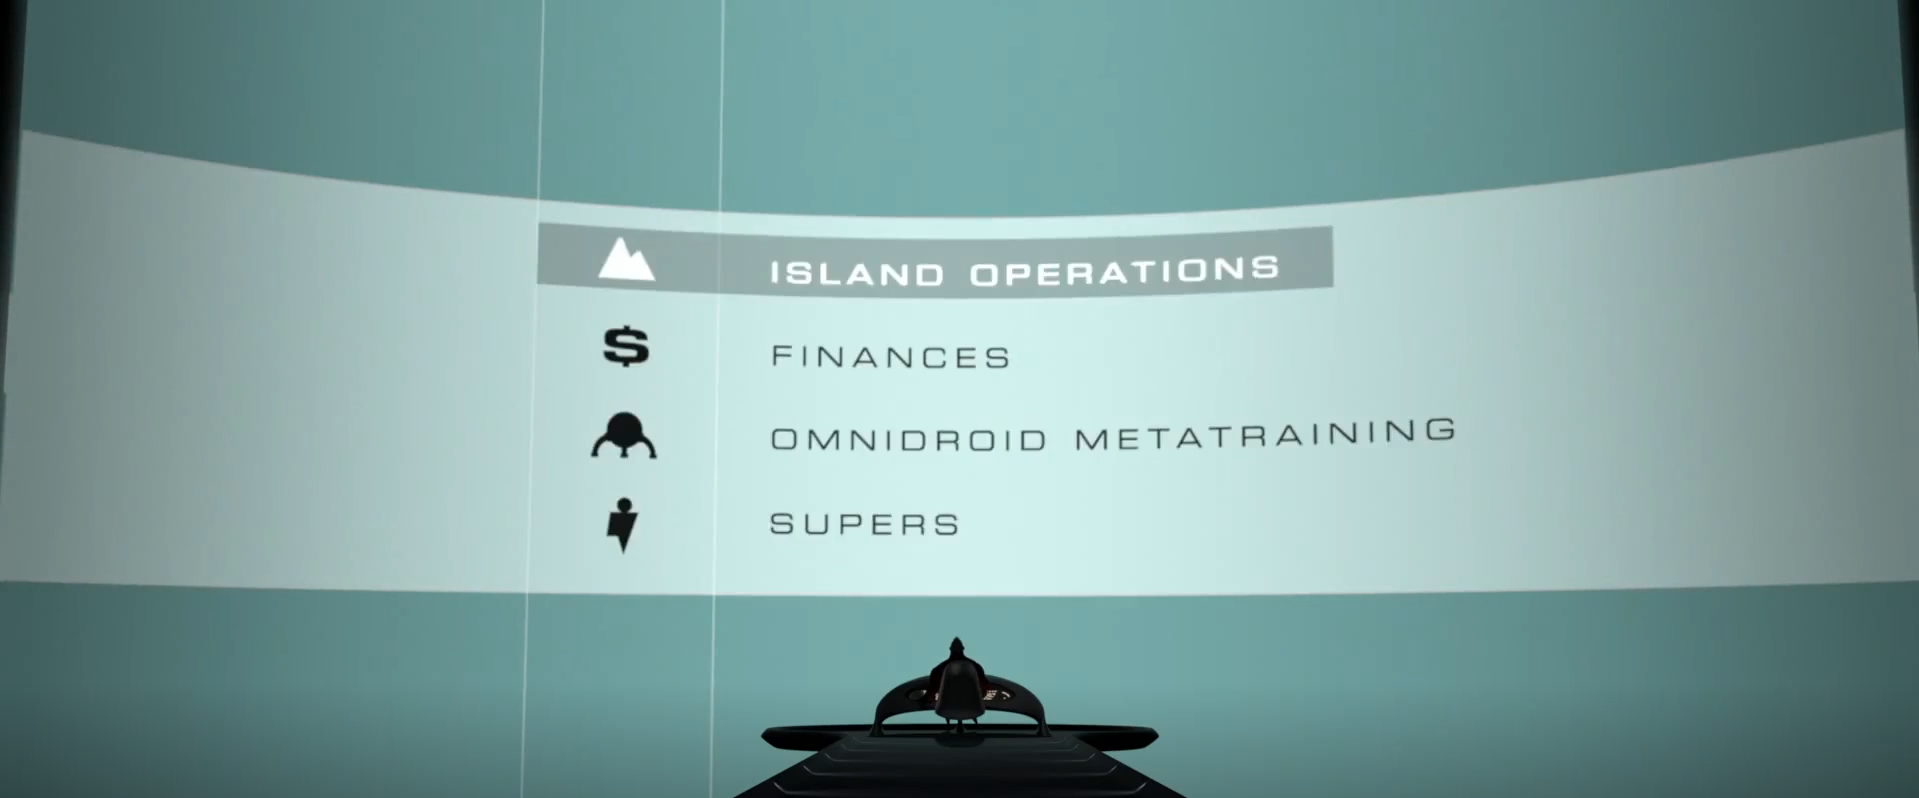 ISLAND OPERATIONS
$ FINANCES
OMNIDROID METATRAINING
SUPERS